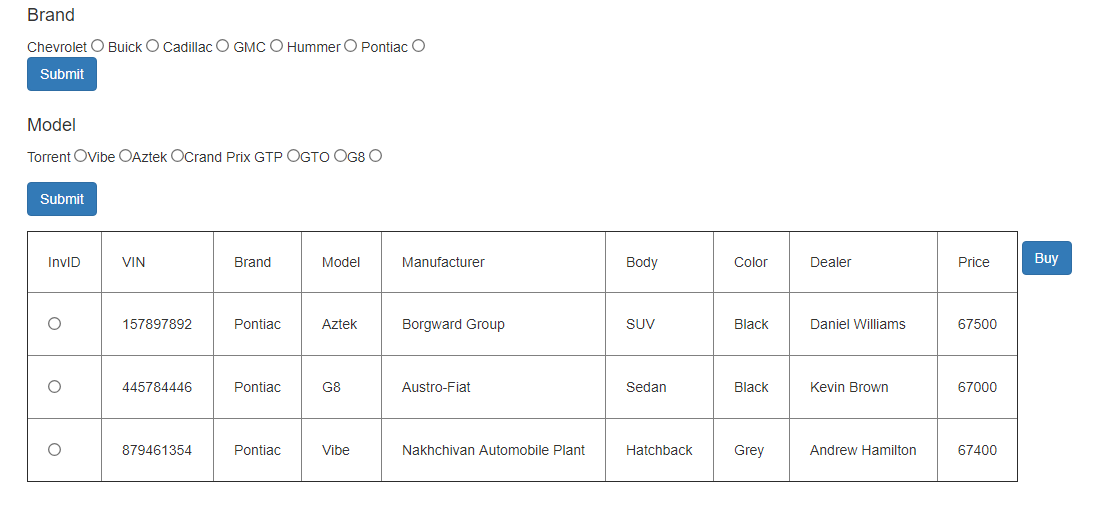 Brand
Chevrolet Buick Cadillac GMC Hummer Pontiac
Submit
Model
Torrent Vibe Aztek Crand Prix GTP GTO G8
Submit
InvID VIN Brand Model Manufacturer Body Color Dealer Price Buy
157897892 Pontiac Aztek Borgward Group SUV Black Daniel Williams 67500
445784446 Pontiac G8 Austro-Fiat Sedan Black Kevin Brown 67000
879461354 Pontiac Vibe Nakhchivan Automobile Plant Hatchback Grey Andrew Hamilton 67400